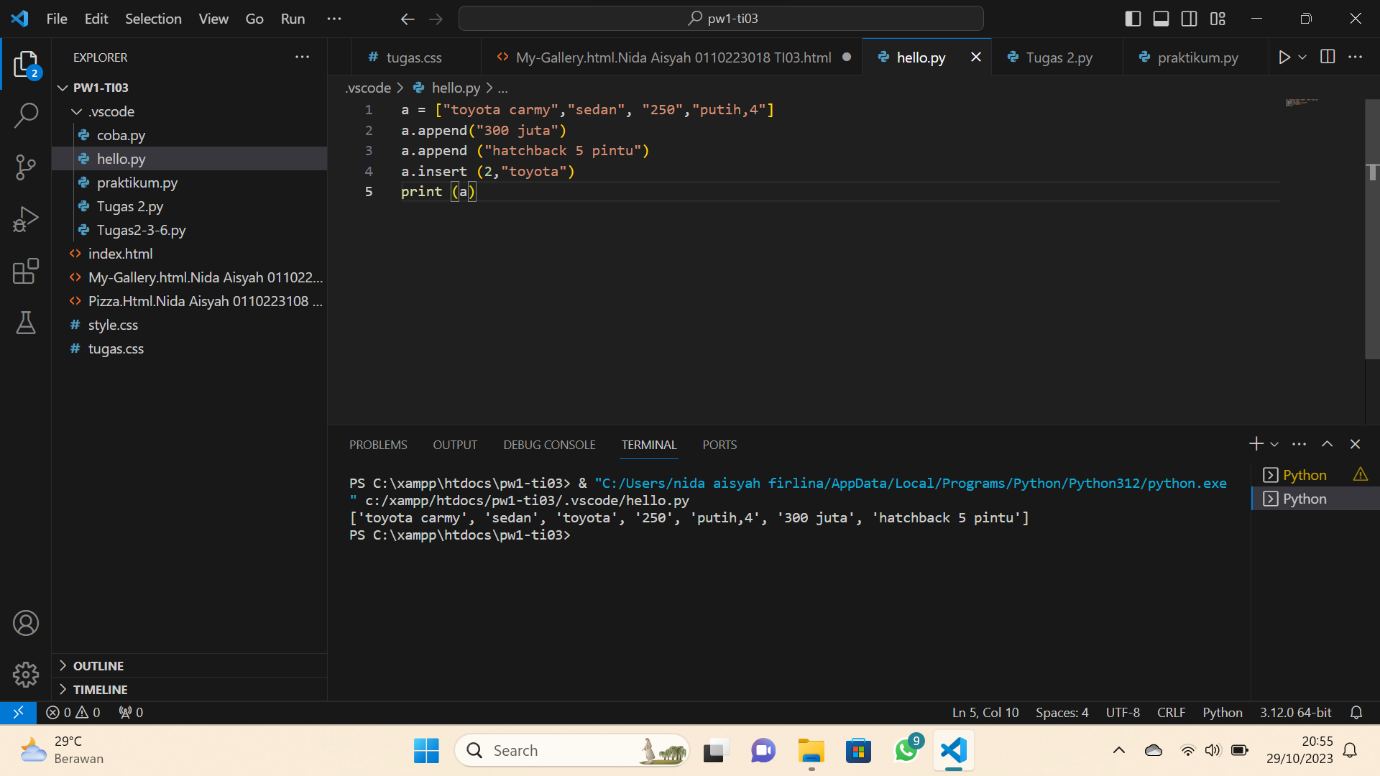 File Edit Selection View Go Run ··· pw1-ti03
EXPLORER ···
PW1-TI03
.vscode
coba.py
hello.py
praktikum.py
Tugas 2.py
Tugas2-3-6.py
index.html
My-Gallery.html.Nida Aisyah 011022...
Pizza.Html.Nida Aisyah 0110223108 ...
style.css
tugas.css
OUTLINE
TIMELINE
2
# tugas.css <> My-Gallery.html.Nida Aisyah 0110223018 TI03.html ● hello.py × Tugas 2.py praktikum.py ···
.vscode > hello.py > ...
1 a = ["toyota carmy","sedan", "250","putih,4"]
2 a.append("300 juta")
3 a.append ("hatchback 5 pintu")
4 a.insert (2,"toyota")
5 print (a)
PROBLEMS OUTPUT DEBUG CONSOLE TERMINAL PORTS
PS C:\xampp\htdocs\pw1-ti03> & "C:/Users/nida aisyah firlina/AppData/Local/Programs/Python/Python312/python.exe
" c:/xampp/htdocs/pw1-ti03/.vscode/hello.py
['toyota carmy', 'sedan', 'toyota', '250', 'putih,4', '300 juta', 'hatchback 5 pintu']
PS C:\xampp\htdocs\pw1-ti03>
Python
Python
0 0 0 Ln 5, Col 10 Spaces: 4 UTF-8 CRLF Python 3.12.0 64-bit
29°C
Berawan
Search
9
20:55
29/10/2023